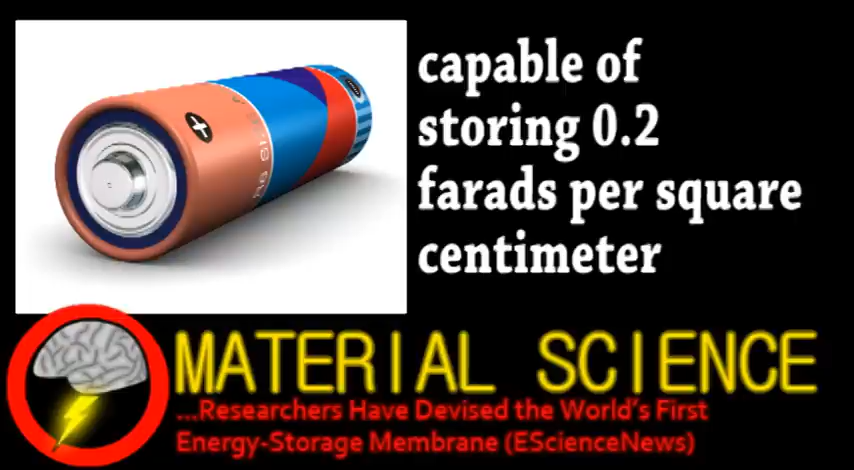 capable of
storing 0.2
farads per square
centimeter
MATERIAL SCIENCE
...Researchers Have Devised the World's First
Energy-Storage Membrane (EScienceNews)